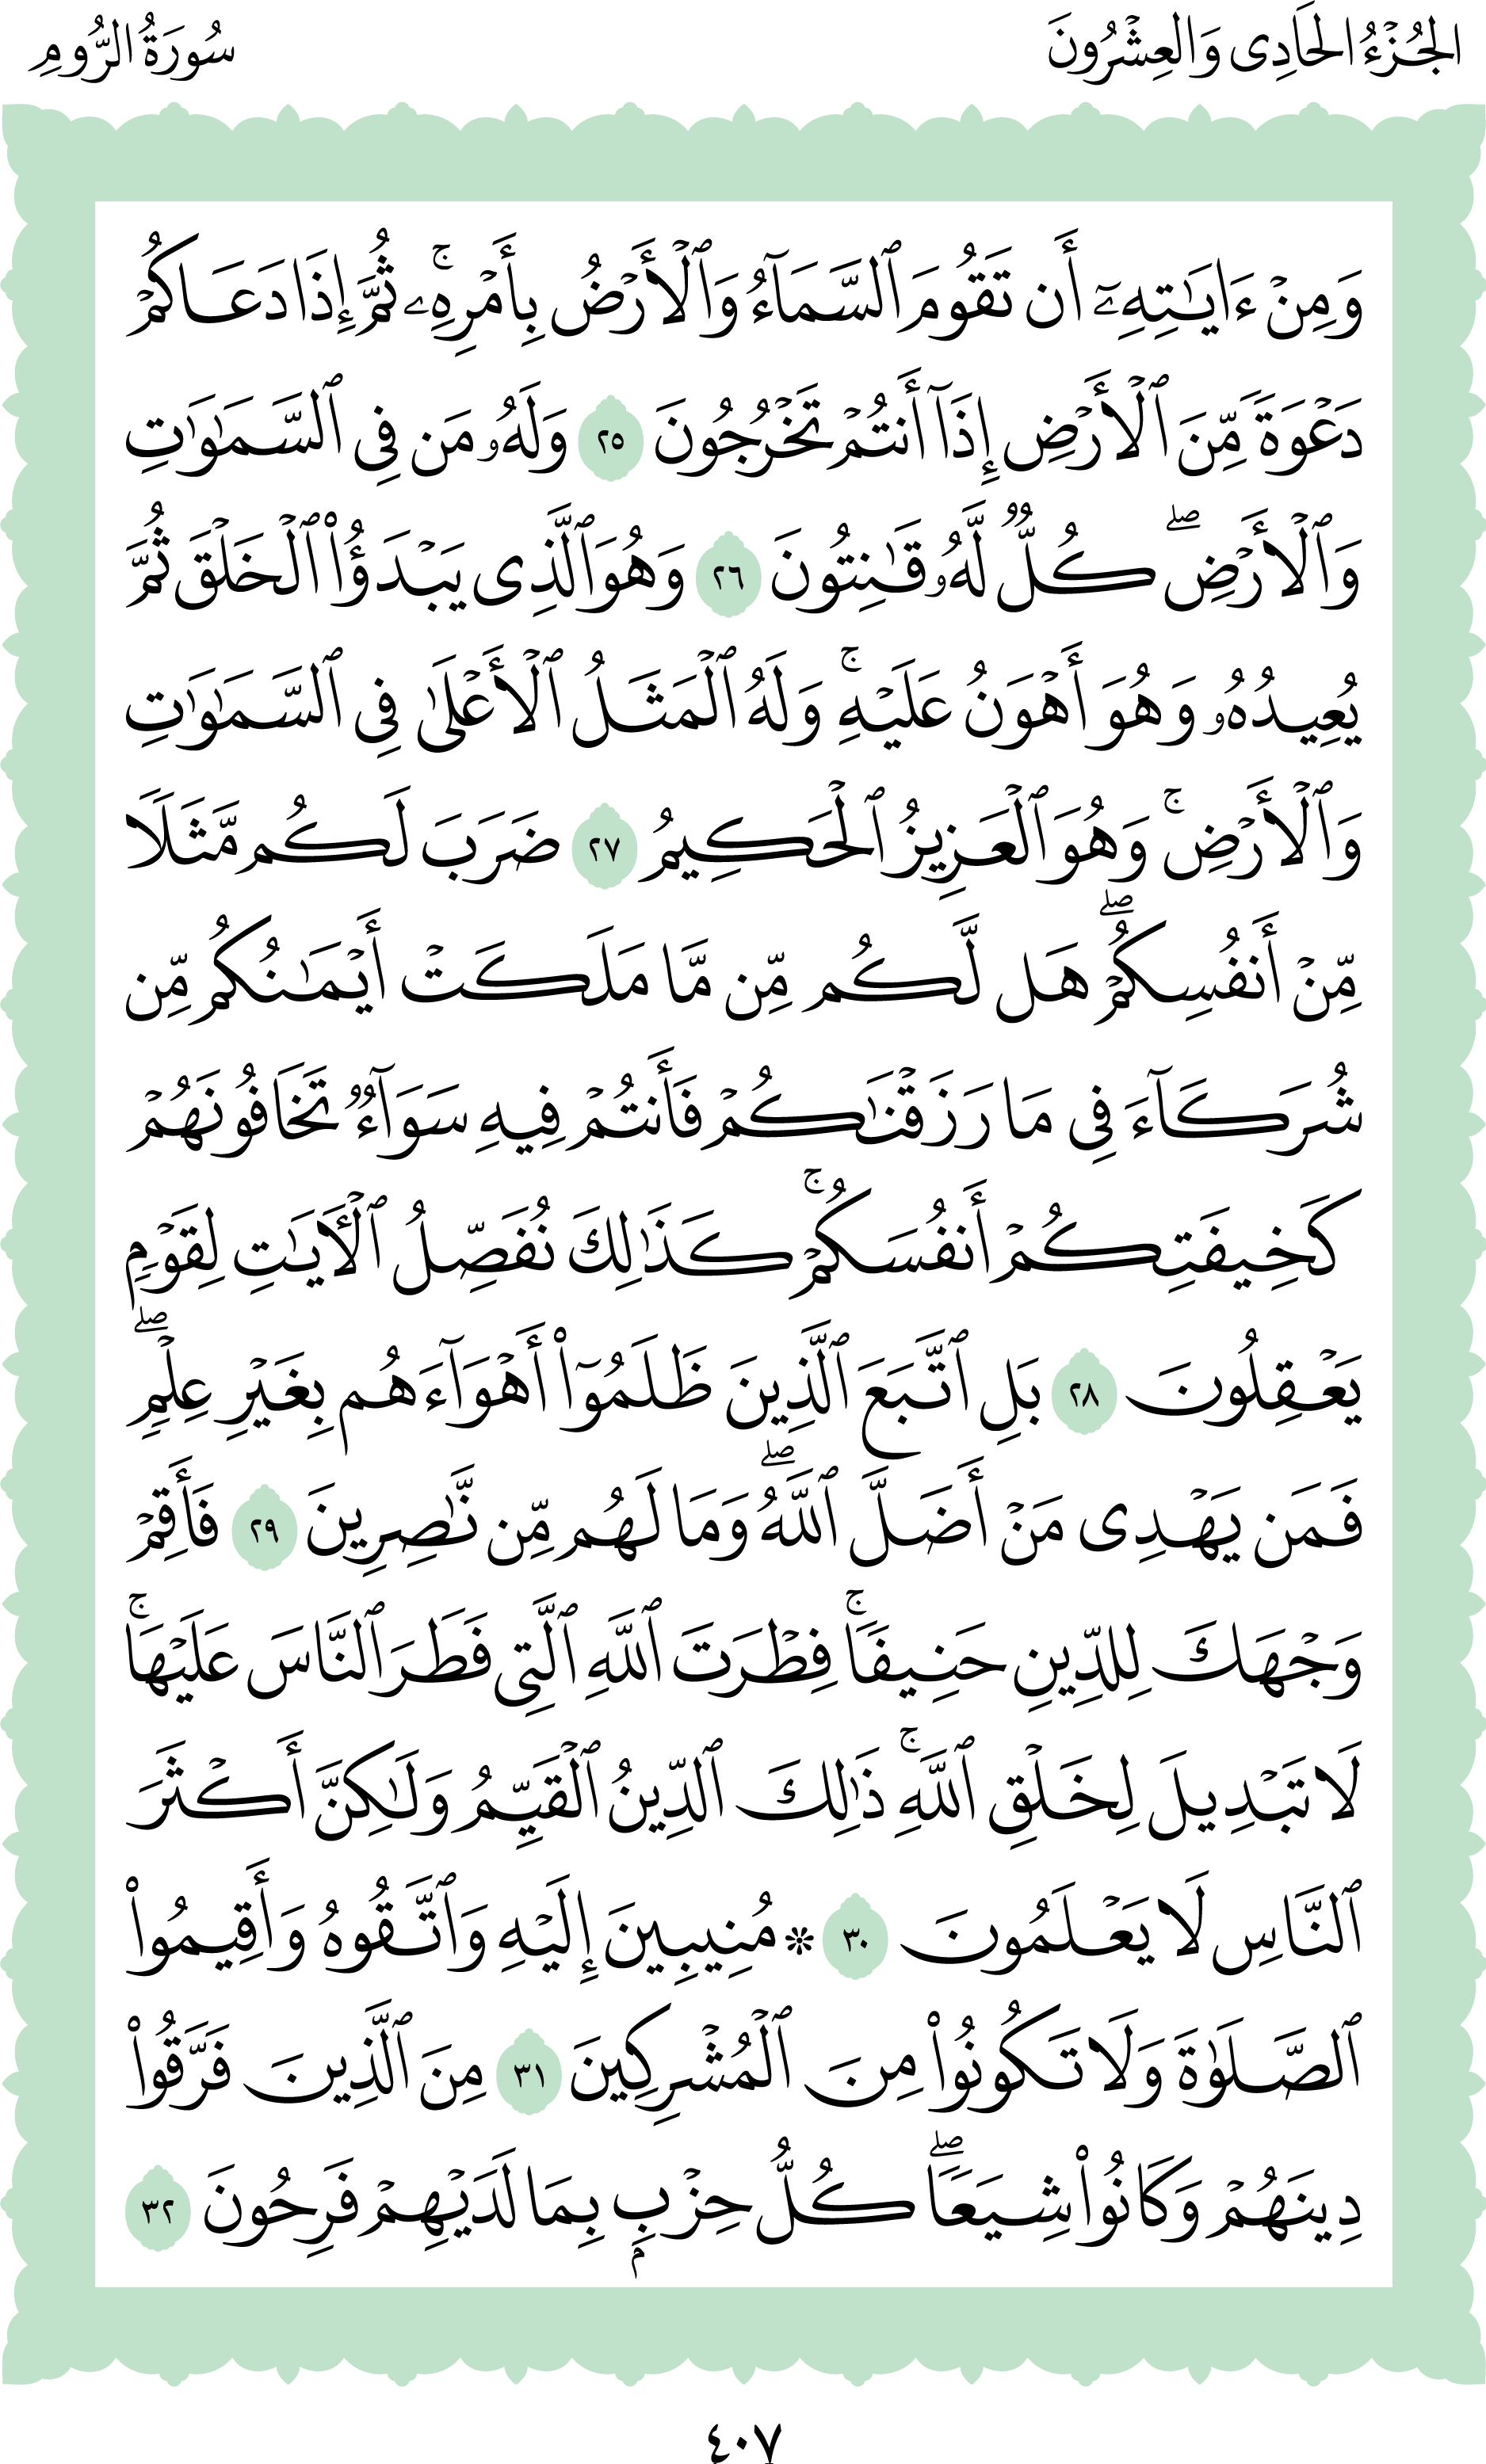 الجُزْءُ الحَادِى وَالعِشْرُونَ
سُورَةُ الرُّومِ
وَمِنْ ءَايَٰتِهِۦٓ أَن تَقُومَ ٱلسَّمَآءُ وَٱلْأَرْضُ بِأَمْرِهِۦۚ ثُمَّ إِذَا دَعَاكُمْ
دَعْوَةً مِّنَ ٱلْأَرْضِ إِذَآ أَنتُمْ تَخْرُجُونَ ٢٥ وَلَهُۥ مَن فِى ٱلسَّمَٰوَٰتِ
وَٱلْأَرْضِۖ كُلٌّ لَّهُۥ قَٰنِتُونَ ٢٦ وَهُوَ ٱلَّذِى يَبْدَؤُا۟ ٱلْخَلْقَ ثُمَّ
يُعِيدُهُۥ وَهُوَ أَهْوَنُ عَلَيْهِۚ وَلَهُ ٱلْمَثَلُ ٱلْأَعْلَىٰ فِى ٱلسَّمَٰوَٰتِ
وَٱلْأَرْضِۚ وَهُوَ ٱلْعَزِيزُ ٱلْحَكِيمُ ٢٧ ضَرَبَ لَكُم مَّثَلًا
مِّنْ أَنفُسِكُمْۖ هَل لَّكُم مِّن مَّا مَلَكَتْ أَيْمَٰنُكُم مِّن
شُرَكَآءَ فِى مَا رَزَقْنَٰكُمْ فَأَنتُمْ فِيهِ سَوَآءٌ تَخَافُونَهُمْ
كَخِيفَتِكُمْ أَنفُسَكُمْۚ كَذَٰلِكَ نُفَصِّلُ ٱلْءَايَٰتِ لِقَوْمٍ
يَعْقِلُونَ ٢٨ بَلِ ٱتَّبَعَ ٱلَّذِينَ ظَلَمُوٓا۟ أَهْوَآءَهُم بِغَيْرِ عِلْمٍۖ
فَمَن يَهْدِى مَنْ أَضَلَّ ٱللَّهُۖ وَمَا لَهُم مِّن نَّٰصِرِينَ ٢٩ فَأَقِمْ
وَجْهَكَ لِلدِّينِ حَنِيفًاۚ فِطْرَتَ ٱللَّهِ ٱلَّتِى فَطَرَ ٱلنَّاسَ عَلَيْهَاۚ
لَا تَبْدِيلَ لِخَلْقِ ٱللَّهِۚ ذَٰلِكَ ٱلدِّينُ ٱلْقَيِّمُ وَلَٰكِنَّ أَكْثَرَ
ٱلنَّاسِ لَا يَعْلَمُونَ ٣٠ ۞ مُنِيبِينَ إِلَيْهِ وَٱتَّقُوهُ وَأَقِيمُوا۟
ٱلصَّلَوٰةَ وَلَا تَكُونُوا۟ مِنَ ٱلْمُشْرِكِينَ ٣١ مِنَ ٱلَّذِينَ فَرَّقُوا۟
دِينَهُمْ وَكَانُوا۟ شِيَعًاۖ كُلُّ حِزْبٍۭ بِمَا لَدَيْهِمْ فَرِحُونَ ٣٢
٤٠٧